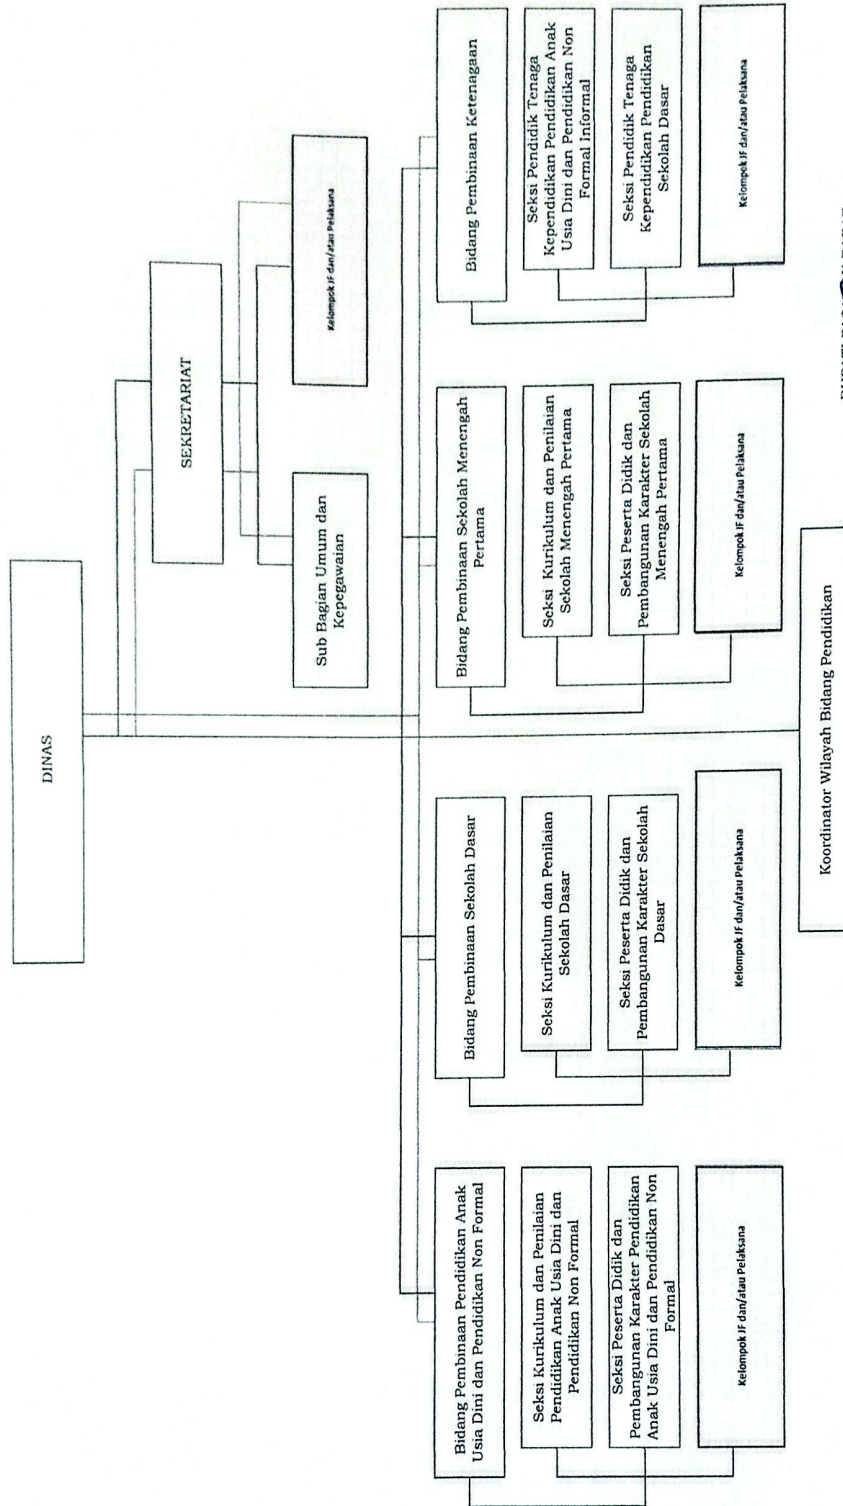 DINAS
SEKRETARIAT
Sub Bagian Umum dan
Kepegawaian
Kelompok JF dan/atau Pelaksana
Bidang Pembinaan Pendidikan Anak
Usia Dini dan Pendidikan Non Formal
Seksi Kurikulum dan Penilaian
Pendidikan Anak Usia Dini dan
Pendidikan Non Formal
Seksi Peserta Didik dan
Pembangunan Karakter Pendidikan
Anak Usia Dini dan Pendidikan Non
Formal
Kelompok JF dan/atau Pelaksana
Bidang Pembinaan Sekolah Dasar
Seksi Kurikulum dan Penilaian
Sekolah Dasar
Seksi Peserta Didik dan
Pembangunan Karakter Sekolah
Dasar
Kelompok JF dan/atau Pelaksana
Bidang Pembinaan Sekolah Menengah
Pertama
Seksi Kurikulum dan Penilaian
Sekolah Menengah Pertama
Seksi Peserta Didik dan
Pembangunan Karakter Sekolah
Menengah Pertama
Kelompok JF dan/atau Pelaksana
Bidang Pembinaan Ketenagaan
Seksi Pendidik Tenaga
Kependidikan Pendidikan Anak
Usia Dini dan Pendidikan Non
Formal Informal
Seksi Pendidik Tenaga
Kependidikan Pendidikan
Sekolah Dasar
Kelompok JF dan/atau Pelaksana
Koordinator Wilayah Bidang Pendidikan